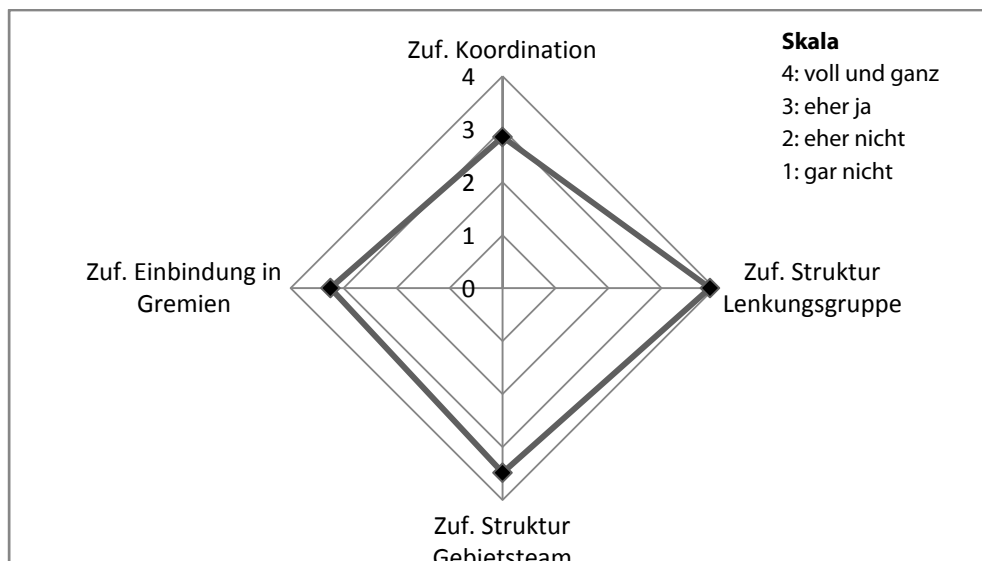 Zuf. Koordination
Skala
4: voll und ganz
3: eher ja
2: eher nicht
1: gar nicht
4
3
2
1
0
Zuf. Einbindung in
Gremien
Zuf. Struktur
Lenkungsgruppe
Zuf. Struktur
Gebietsteam